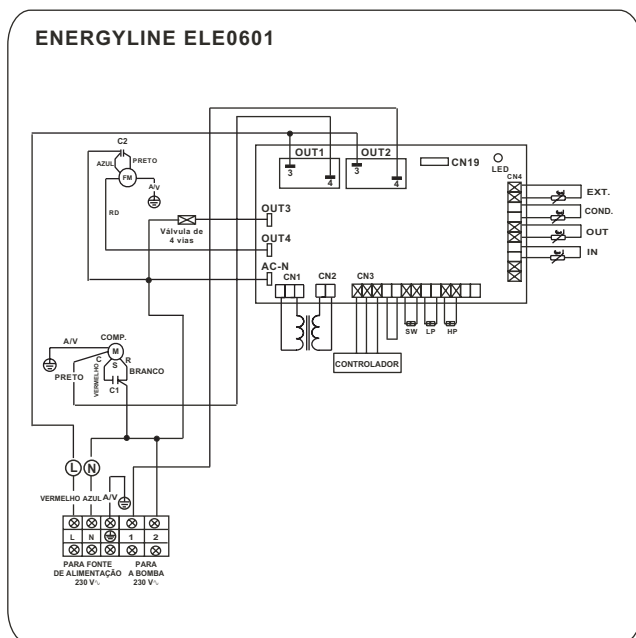 ENERGYLINE ELE0601
C2
AZUL
PRETO
FM
A/V
RD
OUT1
OUT2
3
4
3
4
CN19
LED
CN4
EXT.
COND.
OUT
IN
OUT3
Válvula de
4 vias
OUT4
AC-N
CN1
CN2
CN3
SW
LP
HP
CONTROLADOR
A/V
COMP.
M
C
S
R
PRETO
VERMELHO
BRANCO
C1
L
N
VERMELHO
AZUL
A/V
L
N
1
2
PARA FONTE
DE ALIMENTAÇÃO
230 V∿
PARA
A BOMBA
230 V∿